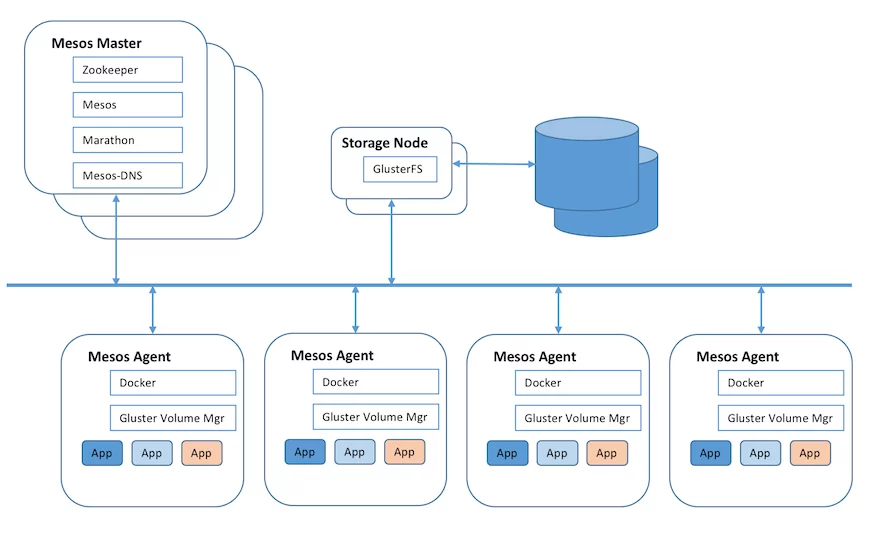 Mesos Master
Zookeeper
Mesos
Marathon
Mesos-DNS
Storage Node
GlusterFS
Mesos Agent
Docker
Gluster Volume Mgr
App App App
Mesos Agent
Docker
Gluster Volume Mgr
App App App
Mesos Agent
Docker
Gluster Volume Mgr
App App App
Mesos Agent
Docker
Gluster Volume Mgr
App App App